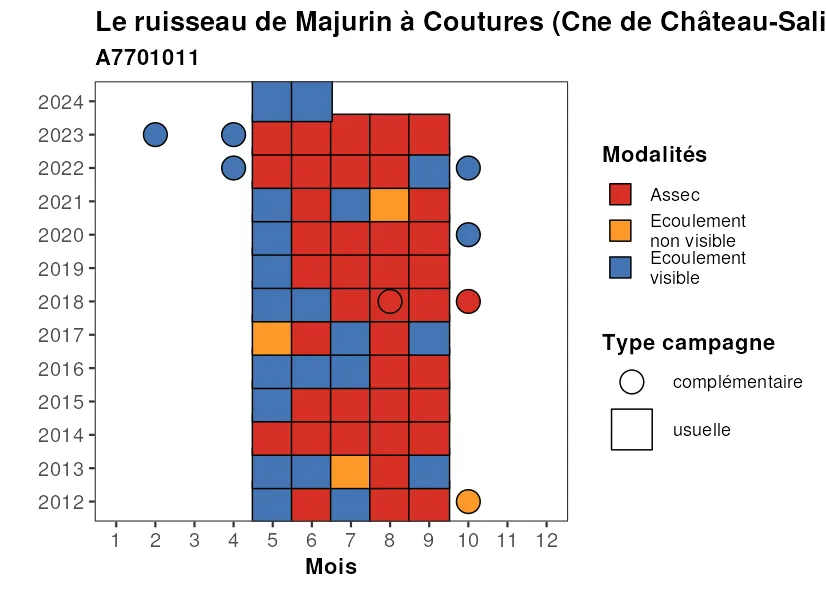 Le ruisseau de Majurin à Coutures (Cne de Château-Sali
A7701011
2024
2023
2022
2021
2020
2019
2018
2017
2016
2015
2014
2013
2012
1 2 3 4 5 6 7 8 9 10 11 12
Mois
Modalités
Assec
Ecoulement
non visible
Ecoulement
visible
Type campagne
complémentaire
usuelle